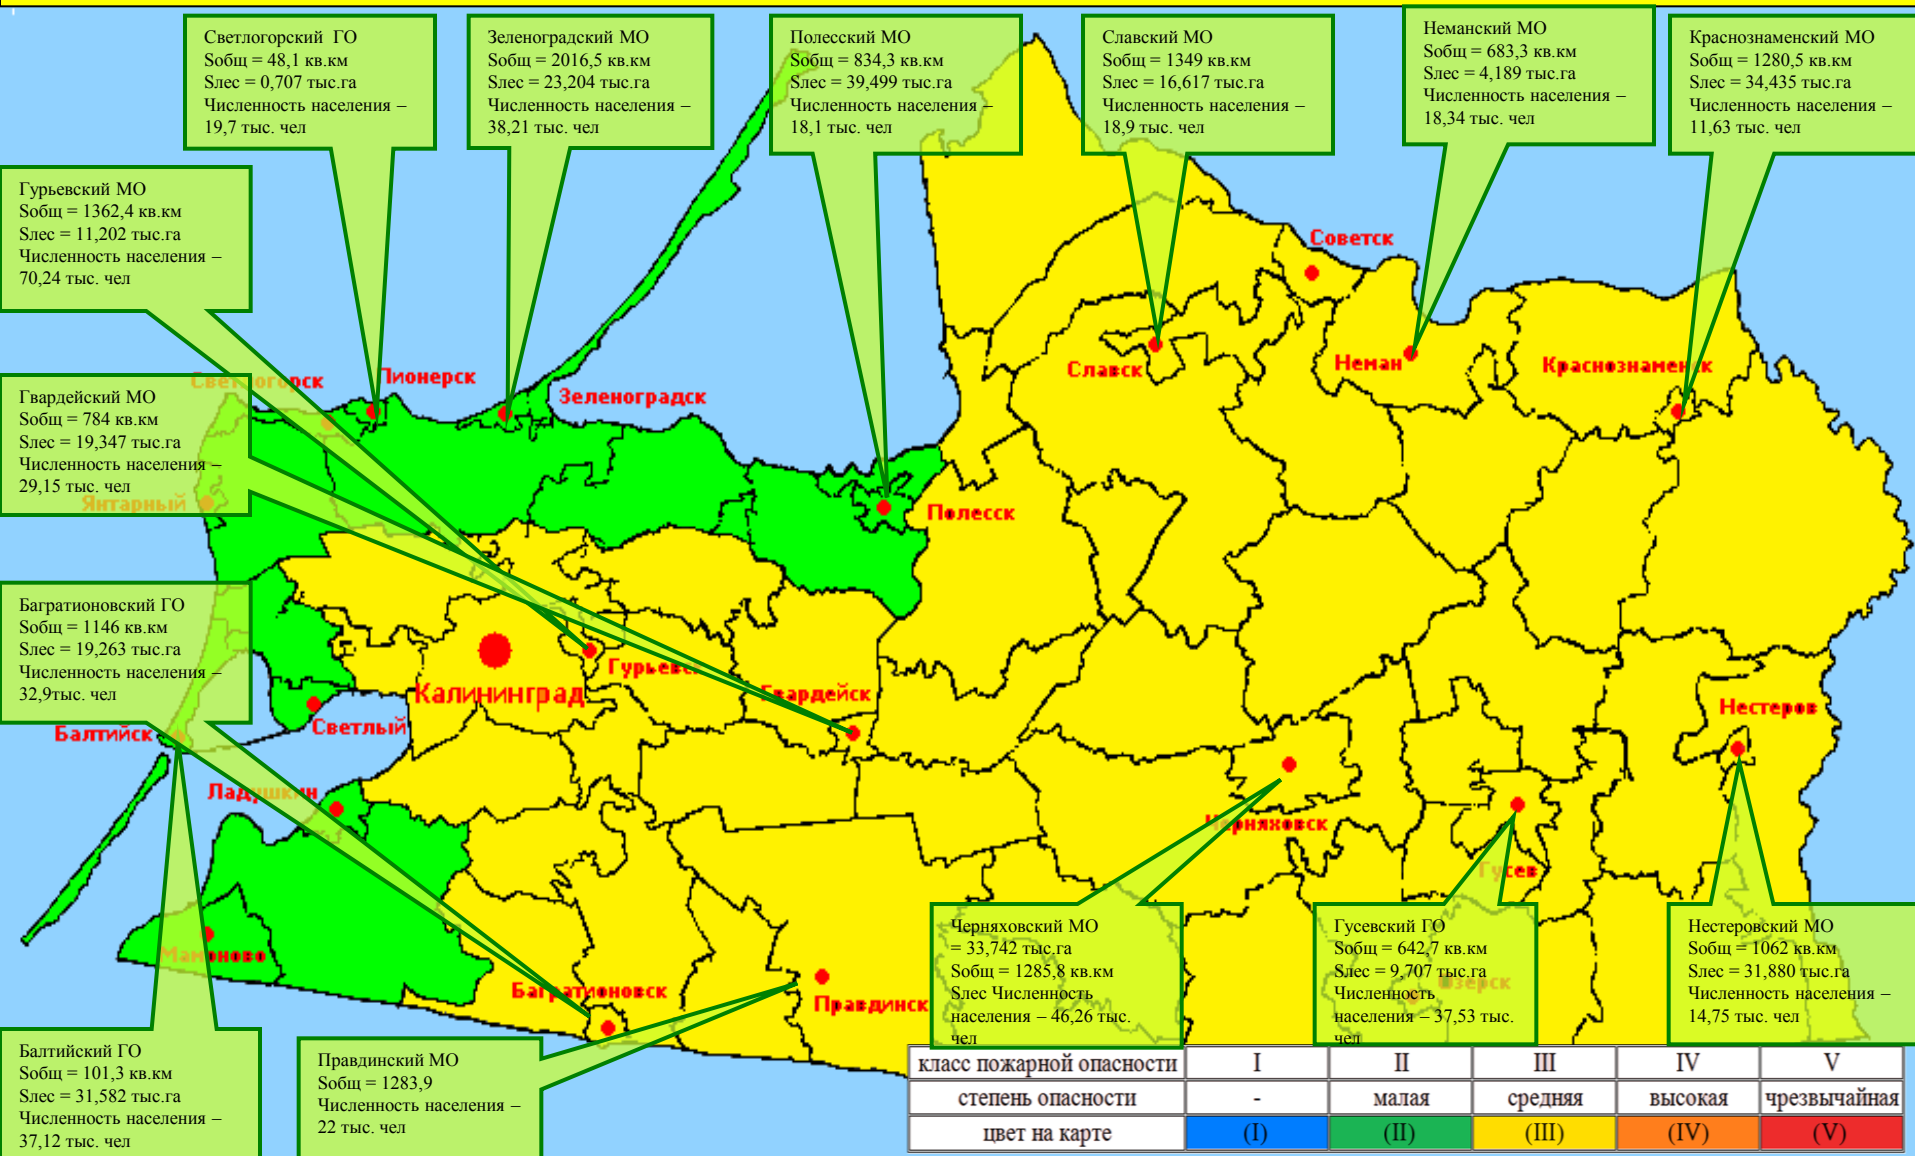 Светлогорский ГО
Sобщ = 48,1 кв.км
Sлес = 0,707 тыс.га
Численность населения –
19,7 тыс. чел
Зеленоградский МО
Sобщ = 2016,5 кв.км
Sлес = 23,204 тыс.га
Численность населения –
38,21 тыс. чел
Полесский МО
Sобщ = 834,3 кв.км
Sлес = 39,499 тыс.га
Численность населения –
18,1 тыс. чел
Славский МО
Sобщ = 1349 кв.км
Sлес = 16,617 тыс.га
Численность населения –
18,9 тыс. чел
Неманский МО
Sобщ = 683,3 кв.км
Sлес = 4,189 тыс.га
Численность населения –
18,34 тыс. чел
Краснознаменский МО
Sобщ = 1280,5 кв.км
Sлес = 34,435 тыс.га
Численность населения –
11,63 тыс. чел
Гурьевский МО
Sобщ = 1362,4 кв.км
Sлес = 11,202 тыс.га
Численность населения –
70,24 тыс. чел
Советск
Славск
Неман
Краснознаменск
Светлогорск
Пионерск
Зеленоградск
Гвардейский МО
Sобщ = 784 кв.км
Sлес = 19,347 тыс.га
Численность населения –
29,15 тыс. чел
Янтарный
Полесск
Багратионовский ГО
Sобщ = 1146 кв.км
Sлес = 19,263 тыс.га
Численность населения –
32,9тыс. чел
Гурьевск
Калининград
Гвардейск
Нестеров
Балтийск
Светлый
Ладушкин
Черняховск
Гусев
Мамоново
Багратионовск
Правдинск
Озёрск
Черняховский МО
= 33,742 тыс.га
Sобщ = 1285,8 кв.км
Sлес Численность
населения – 46,26 тыс.
чел
Гусевский ГО
Sобщ = 642,7 кв.км
Sлес = 9,707 тыс.га
Численность
населения – 37,53 тыс.
чел
Нестеровский МО
Sобщ = 1062 кв.км
Sлес = 31,880 тыс.га
Численность населения –
14,75 тыс. чел
Балтийский ГО
Sобщ = 101,3 кв.км
Sлес = 31,582 тыс.га
Численность населения –
37,12 тыс. чел
Правдинский МО
Sобщ = 1283,9
Численность населения –
22 тыс. чел
класс пожарной опасности I II III IV V
степень опасности - малая средняя высокая чрезвычайная
цвет на карте (I) (II) (III) (IV) (V)